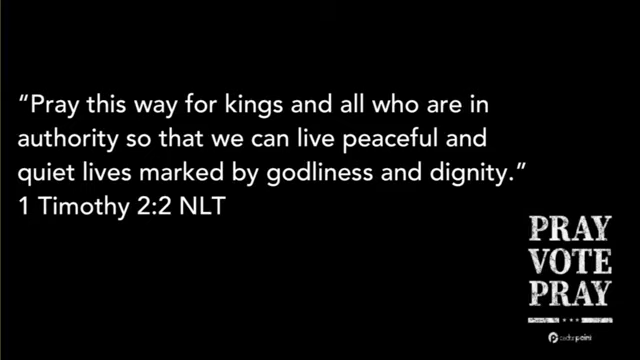 “Pray this way for kings and all who are in
authority so that we can live peaceful and
quiet lives marked by godliness and dignity.”
1 Timothy 2:2 NLT
PRAY
VOTE
PRAY